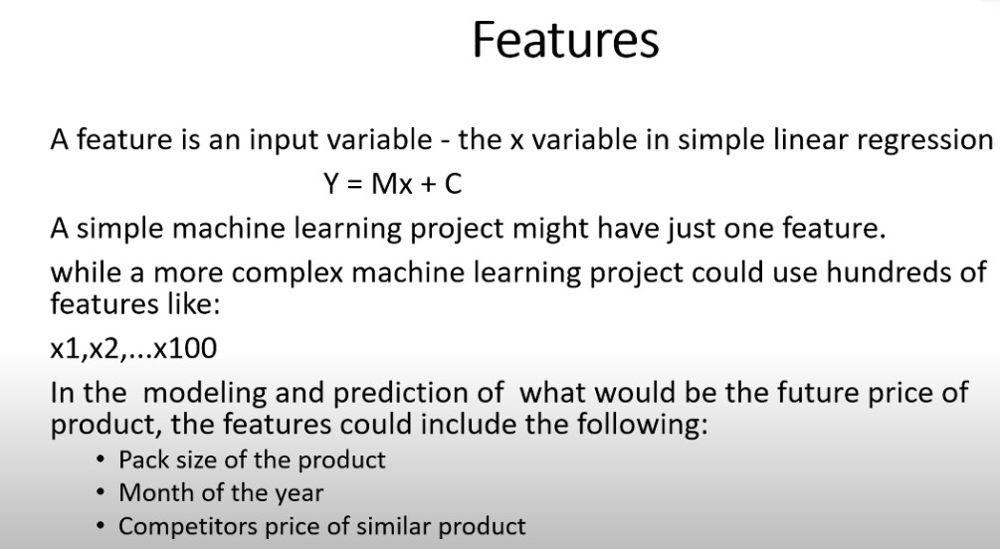 Features
A feature is an input variable - the x variable in simple linear regression
Y = Mx + C
A simple machine learning project might have just one feature.
while a more complex machine learning project could use hundreds of
features like:
x1,x2,...x100
In the  modeling and prediction of  what would be the future price of
product, the features could include the following:
• Pack size of the product
• Month of the year
• Competitors price of similar product